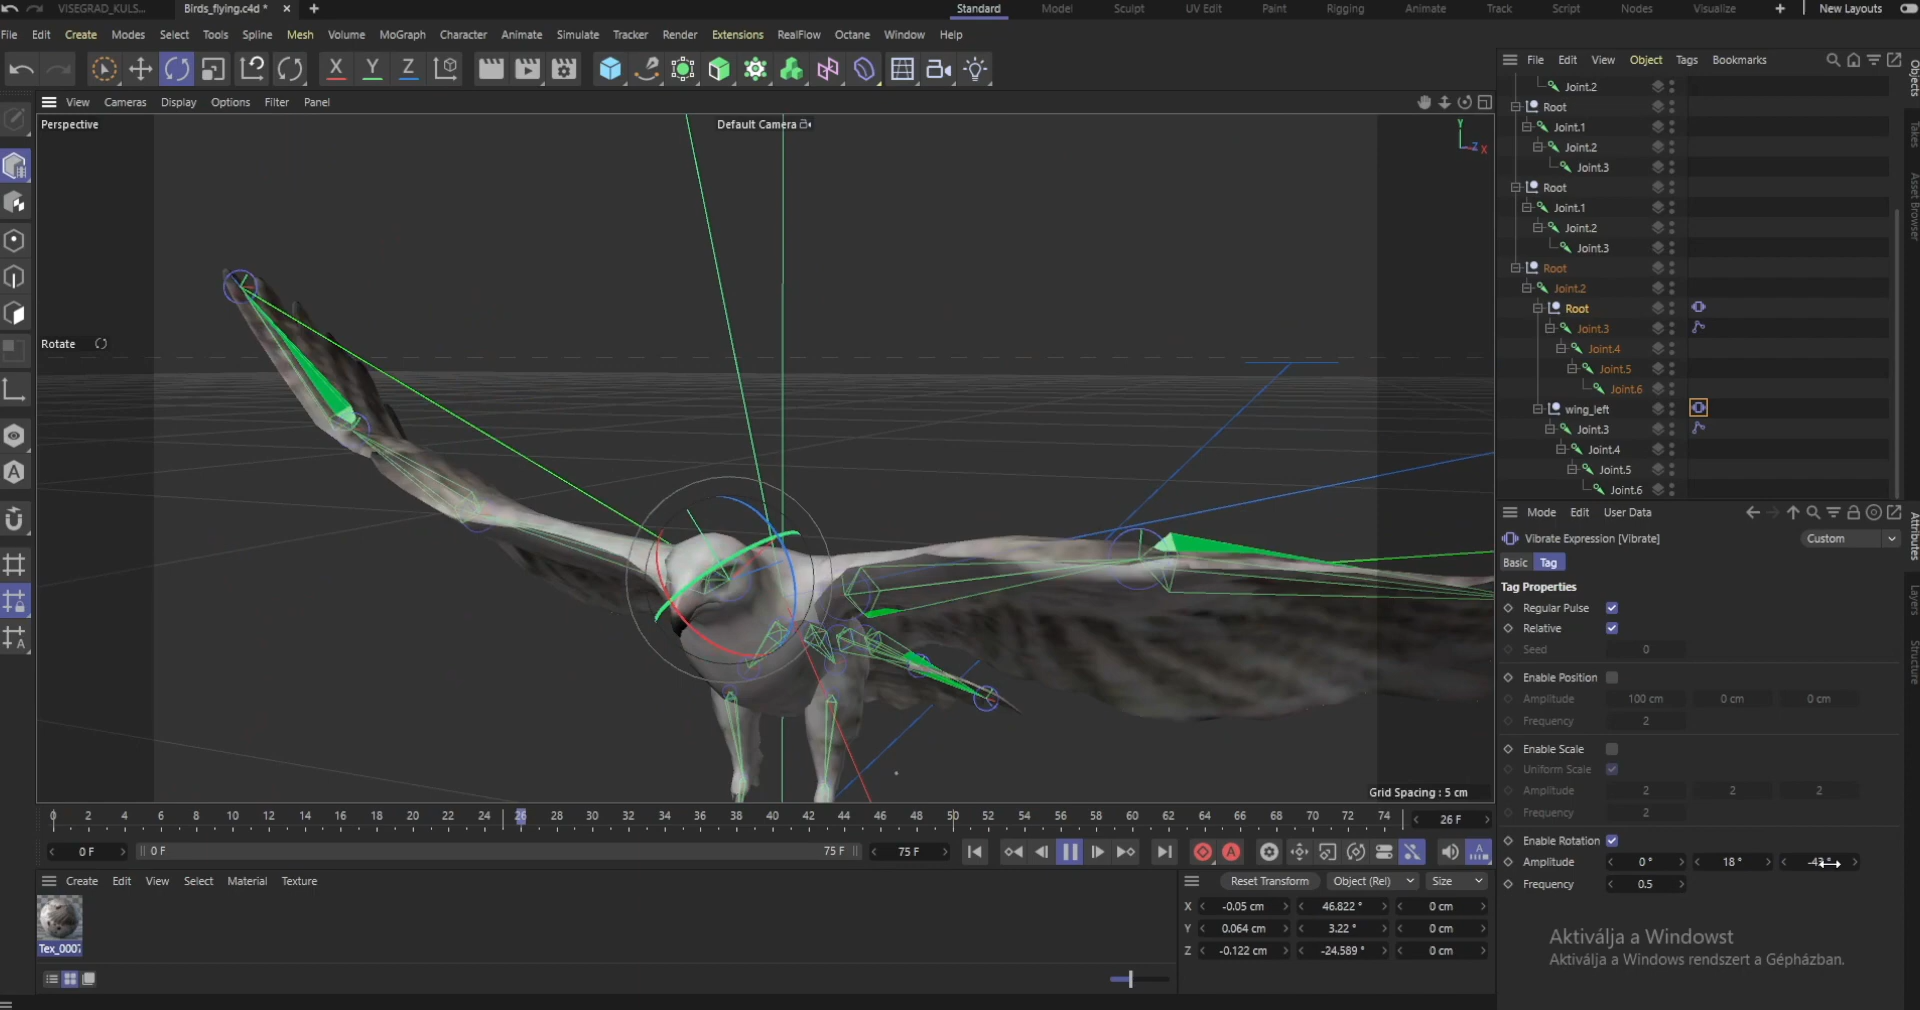 VISEGRAD_KULS...
Birds_flying.c4d *
Standard Model Sculpt UV Edit Paint Rigging Animate Track Script Nodes Visualize New Layouts
File Edit Create Modes Select Tools Spline Mesh Volume MoGraph Character Animate Simulate Tracker Render Extensions RealFlow Octane Window Help
X Y Z
View Cameras Display Options Filter Panel
Perspective
Default Camera
Y
Z X
Rotate
Grid Spacing : 5 cm
File Edit View Object Tags Bookmarks
Joint.2
Root
Joint.1
Joint.2
Joint.3
Root
Joint.1
Joint.2
Joint.3
Root
Joint.2
Root
Joint.3
Joint.4
Joint.5
Joint.6
wing_left
Joint.3
Joint.4
Joint.5
Joint.6
Objects
Takes
Asset Browser
Mode Edit User Data
Vibrate Expression [Vibrate]
Custom
Basic Tag
Tag Properties
Regular Pulse
Relative
Seed 0
Enable Position
Amplitude 100 cm 0 cm 0 cm
Frequency 2
Enable Scale
Uniform Scale
Amplitude 2 2 2
Frequency 2
Enable Rotation
Amplitude 0 ° 18 °
Frequency 0.5
Attributes
Layers
Structure
0 2 4 6 8 10 12 14 16 18 20 22 24 26 28 30 32 34 36 38 40 42 44 46 48 50 52 54 56 58 60 62 64 66 68 70 72 74 26 F
0 F 0 F 75 F 75 F
Create Edit View Select Material Texture
Tex_0007
Reset Transform Object (Rel) Size
X -0.05 cm 46.822 ° 0 cm
Y 0.064 cm 3.22 ° 0 cm
Z -0.122 cm -24.589 ° 0 cm
Aktiválja a Windowst
Aktiválja a Windows rendszert a Gépházban.